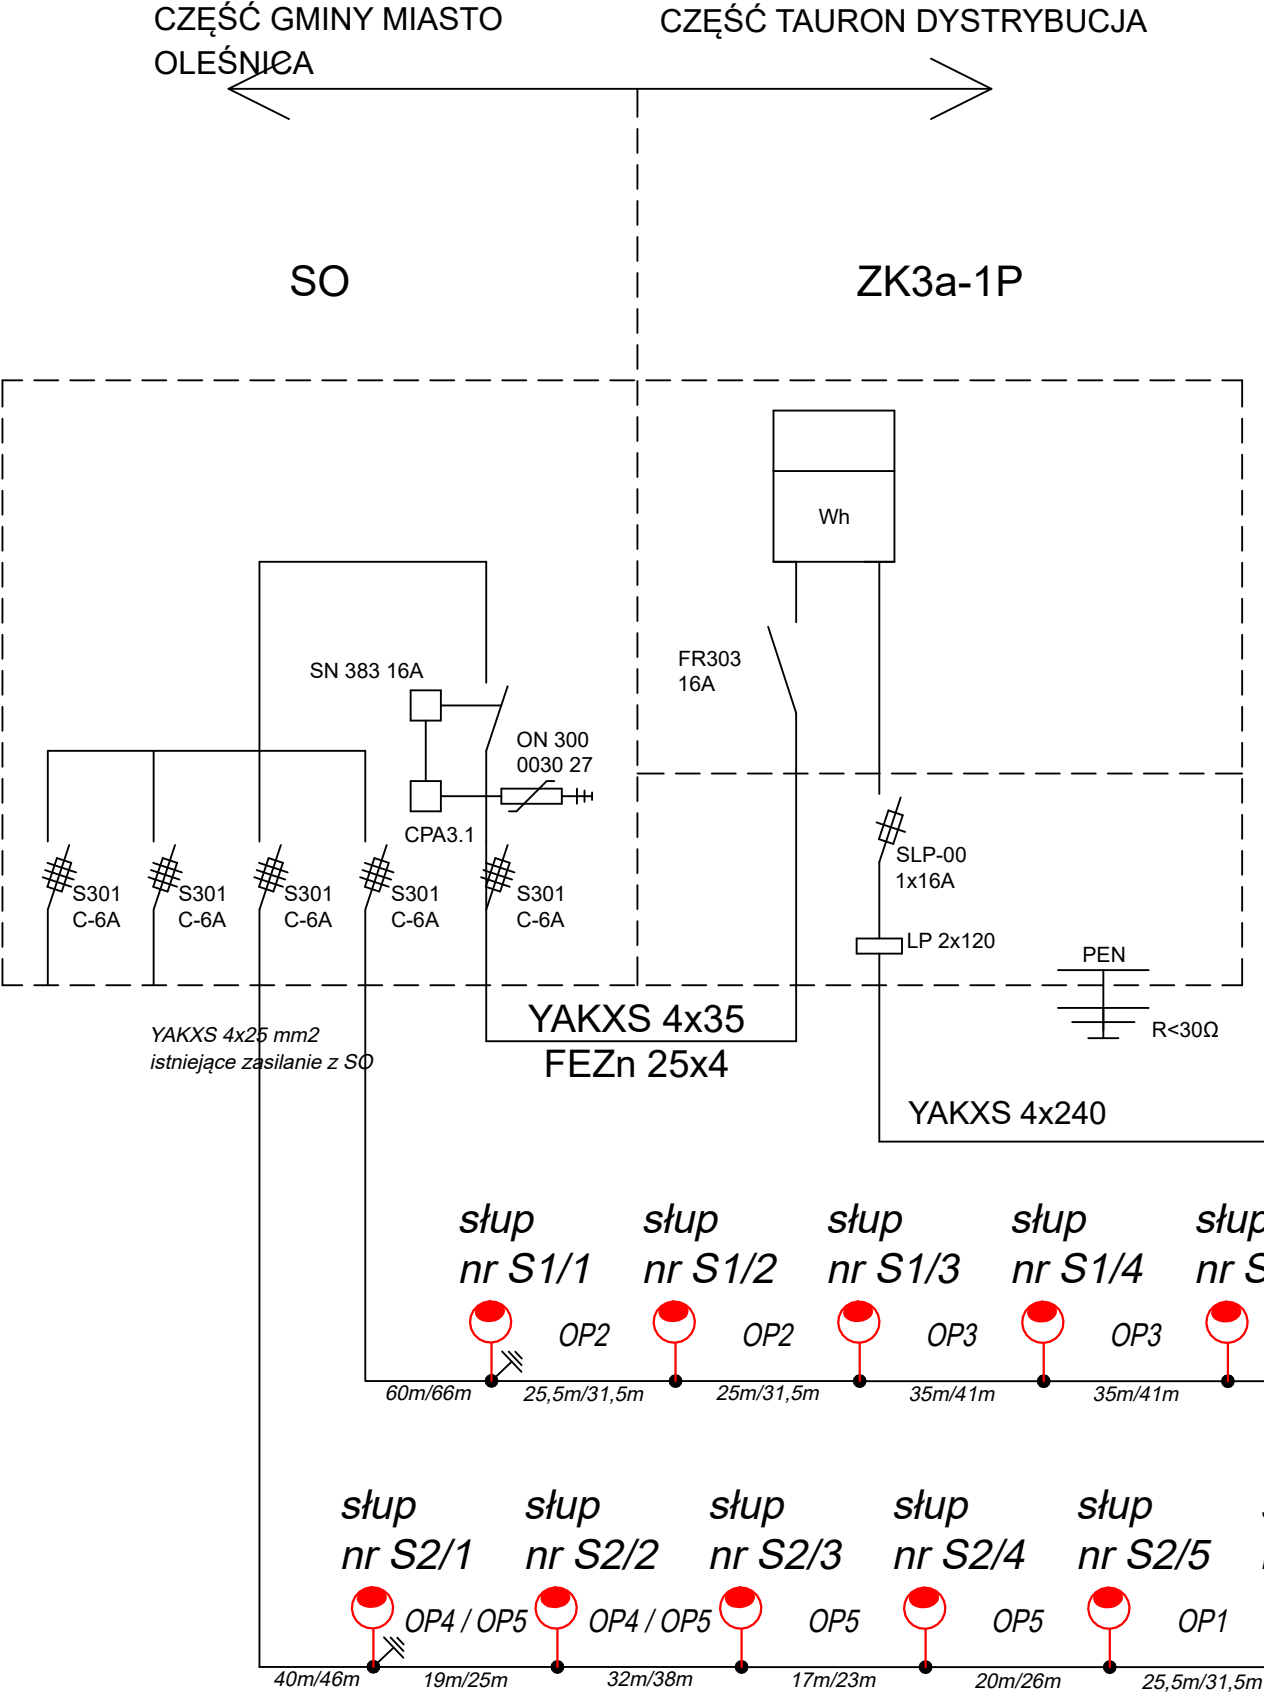 CZĘŚĆ GMINY MIASTO
OLEŚNICA
CZĘŚĆ TAURON DYSTRYBUCJA
SO
ZK3a-1P
Wh
SN 383 16A
FR303
16A
ON 300
0030 27
CPA3.1
SLP-00
1x16A
S301
C-6A
S301
C-6A
S301
C-6A
S301
C-6A
S301
C-6A
LP 2x120
PEN
R<30Ω
YAKXS 4x25 mm2
istniejące zasilanie z SO
YAKXS 4x35
FEZn 25x4
YAKXS 4x240
słup
nr S1/1
słup
nr S1/2
słup
nr S1/3
słup
nr S1/4
słup
nr S
OP2
OP2
OP3
OP3
60m/66m
25,5m/31,5m
25m/31,5m
35m/41m
35m/41m
słup
nr S2/1
słup
nr S2/2
słup
nr S2/3
słup
nr S2/4
słup
nr S2/5
OP4 / OP5
OP4 / OP5
OP5
OP5
OP1
40m/46m
19m/25m
32m/38m
17m/23m
20m/26m
25,5m/31,5m